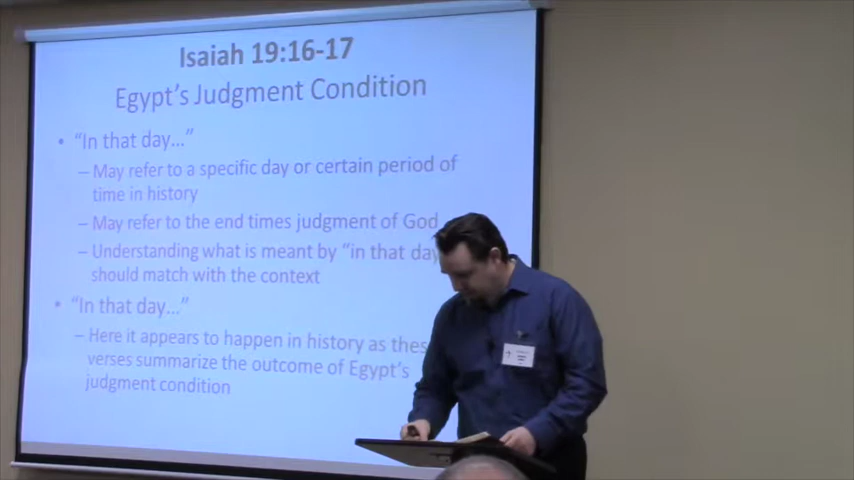 Isaiah 19:16-17
Egypt's Judgment Condition
• "In that day..."
– May refer to a specific day or certain period of
time in history
– May refer to the end times judgment of God
– Understanding what is meant by "in that day
should match with the context
• "In that day..."
– Here it appears to happen in history as thes
verses summarize the outcome of Egypt's
judgment condition